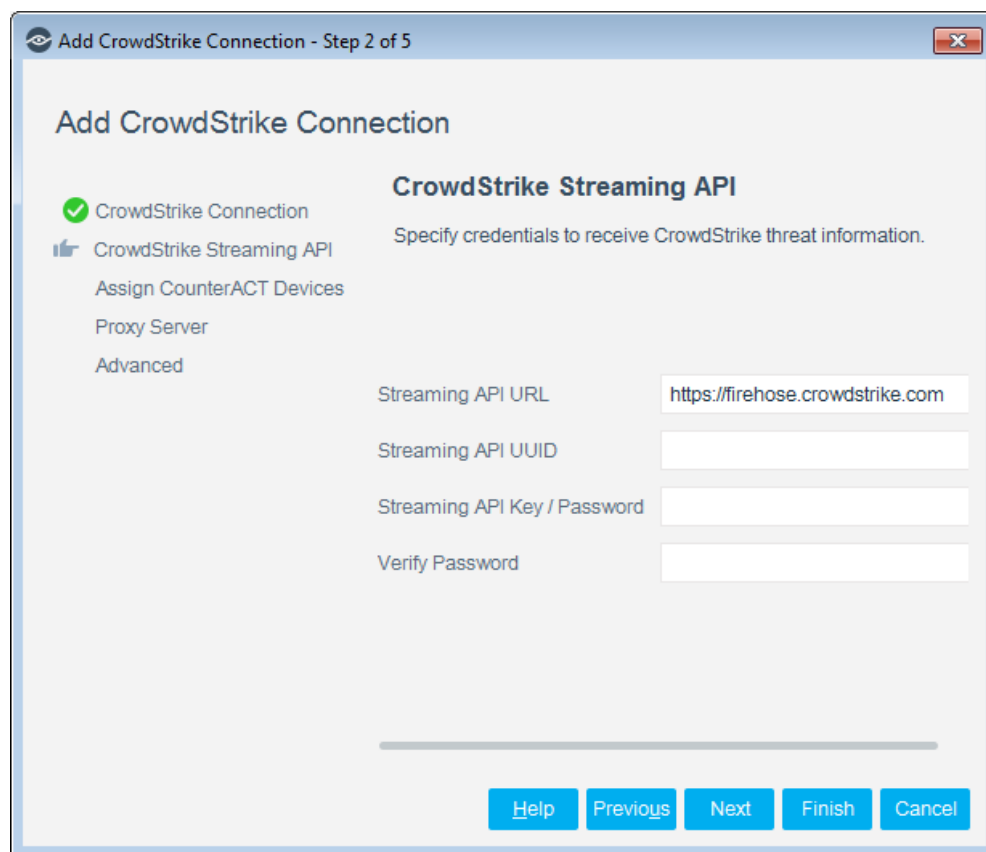 Add CrowdStrike Connection - Step 2 of 5
Add CrowdStrike Connection
CrowdStrike Connection
CrowdStrike Streaming API
Assign CounterACT Devices
Proxy Server
Advanced
CrowdStrike Streaming API
Specify credentials to receive CrowdStrike threat information.
Streaming API URL https://firehose.crowdstrike.com
Streaming API UUID
Streaming API Key / Password
Verify Password
Help Previous Next Finish Cancel